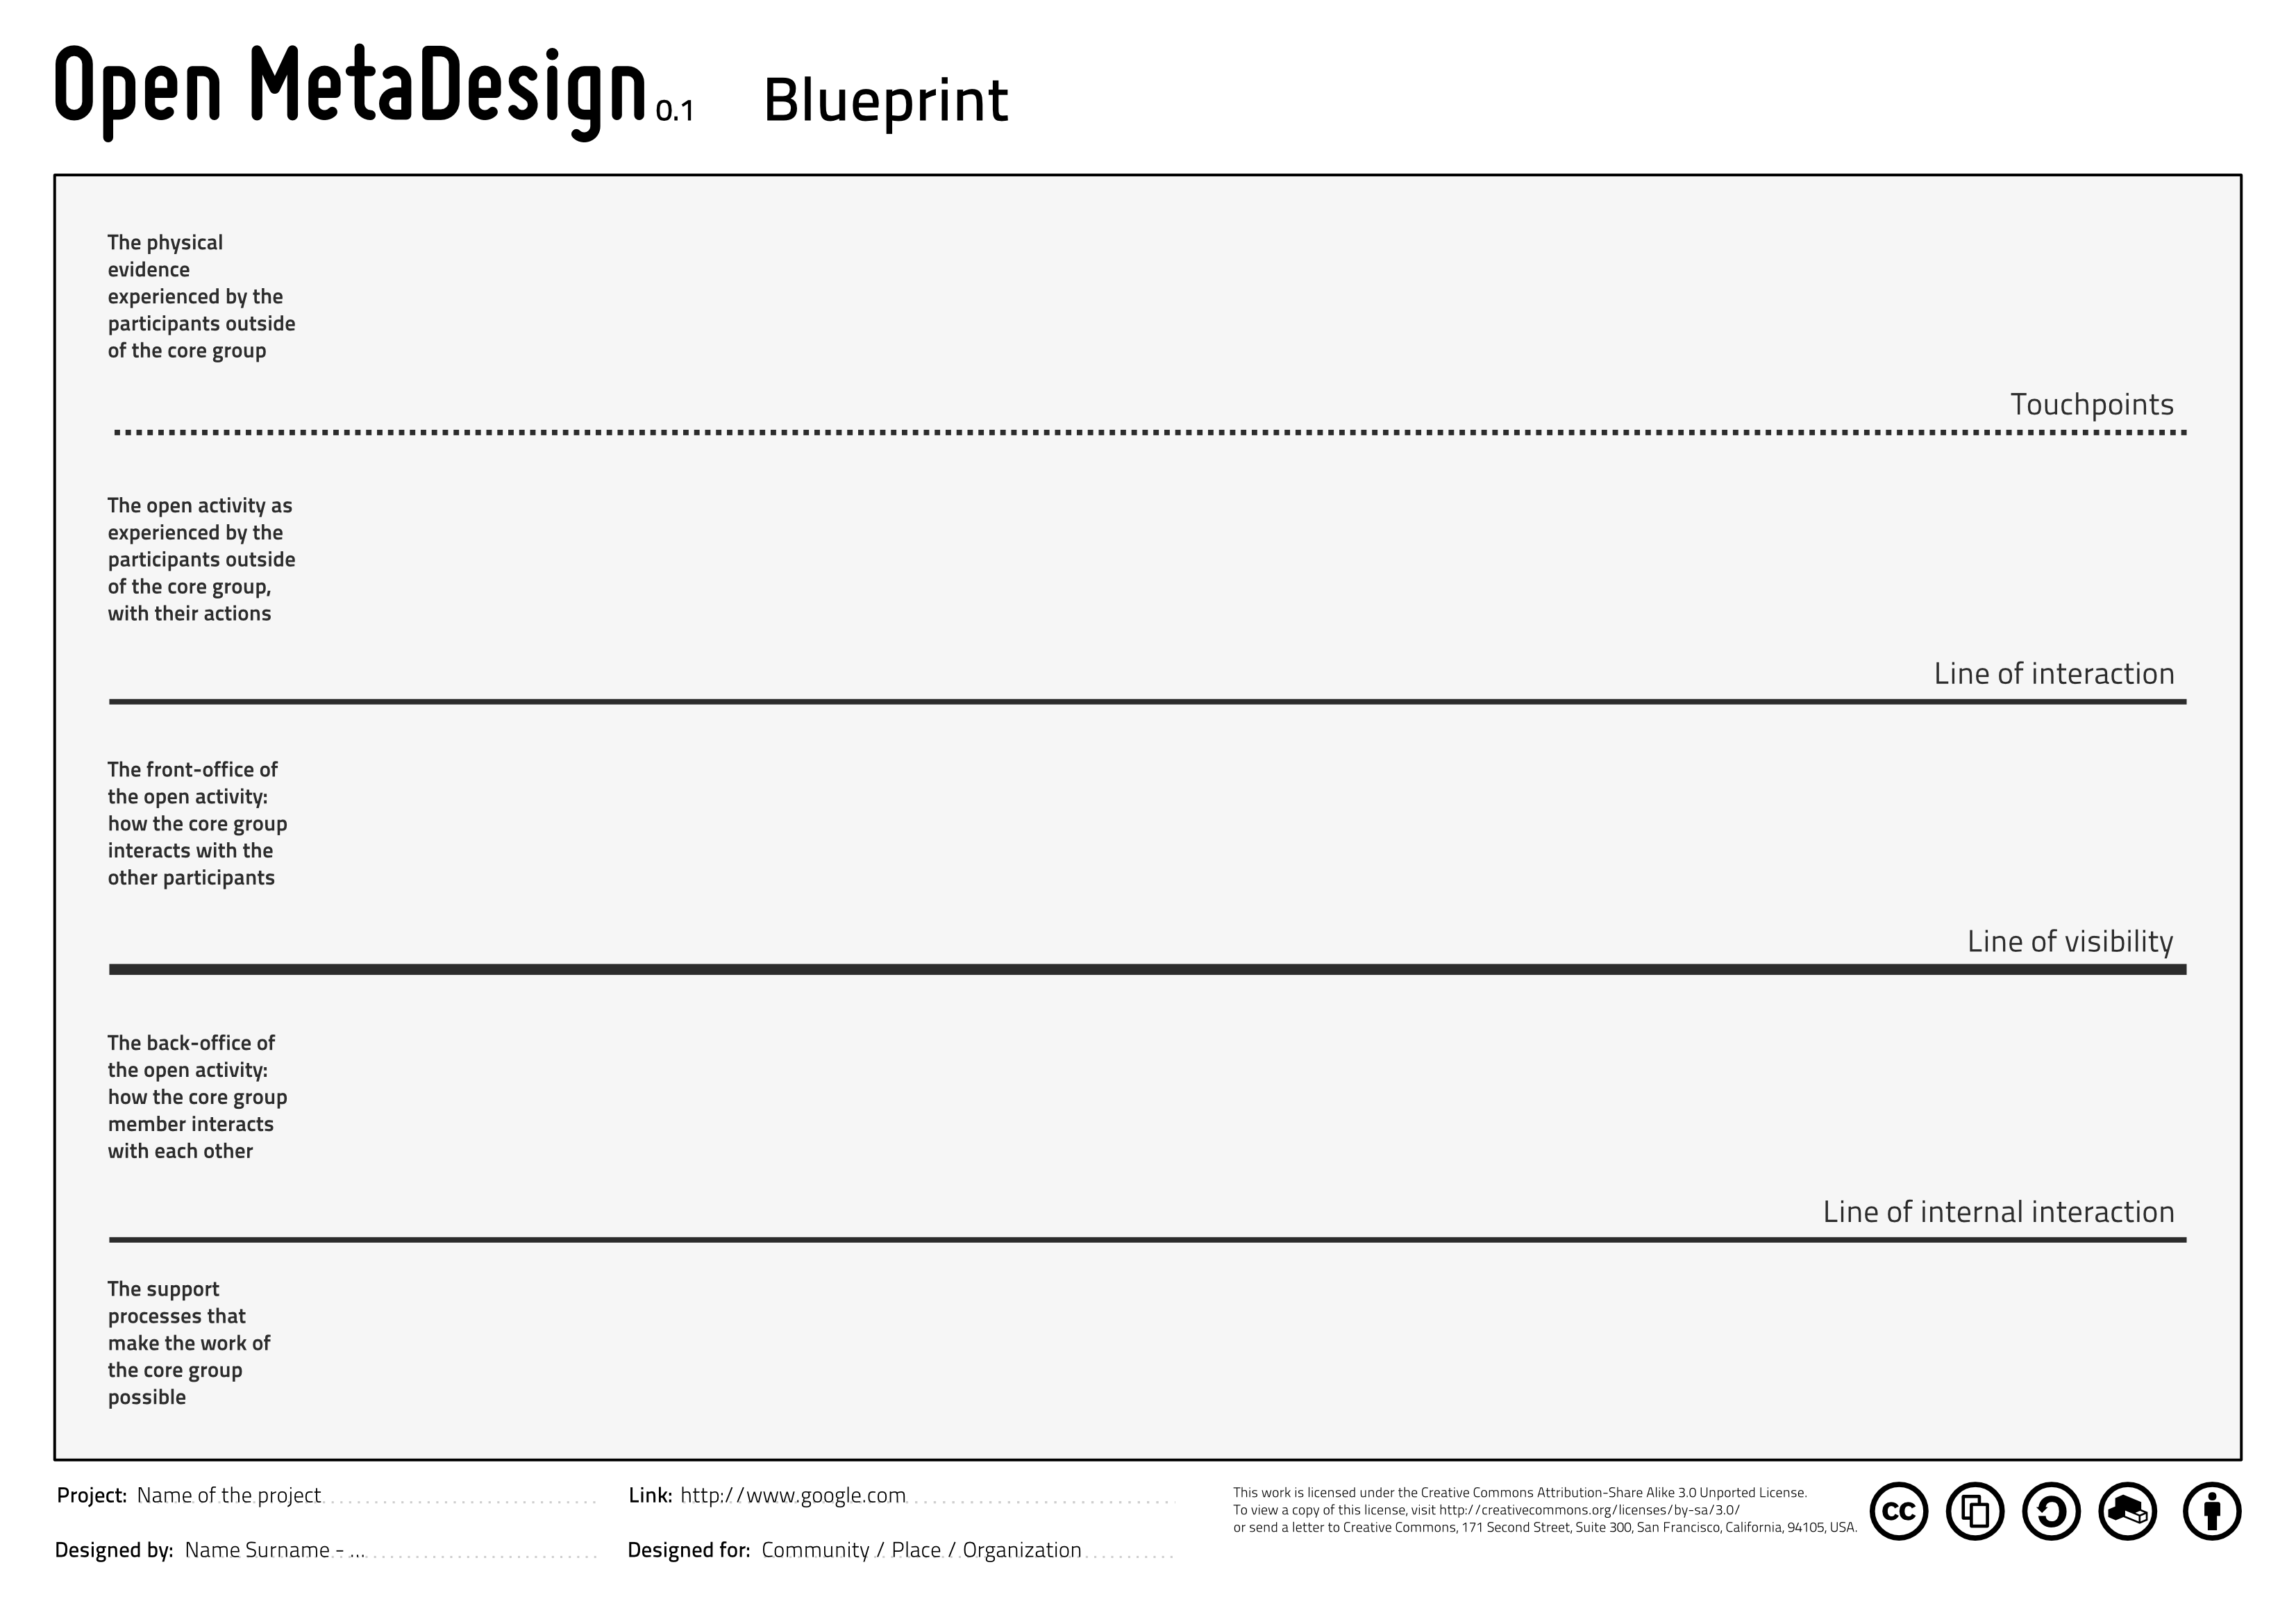 Open MetaDesign 0.1 Blueprint
The physical
evidence
experienced by the
participants outside
of the core group
Touchpoints
The open activity as
experienced by the
participants outside
of the core group,
with their actions
Line of interaction
The front-office of
the open activity:
how the core group
interacts with the
other participants
Line of visibility
The back-office of
the open activity:
how the core group
member interacts
with each other
Line of internal interaction
The support
processes that
make the work of
the core group
possible
Project: Name of the project
Link: http://www.google.com
Designed by: Name Surname - ...
Designed for: Community / Place / Organization
This work is licensed under the Creative Commons Attribution-Share Alike 3.0 Unported License.
To view a copy of this license, visit http://creativecommons.org/licenses/by-sa/3.0/
or send a letter to Creative Commons, 171 Second Street, Suite 300, San Francisco, California, 94105, USA.
cc